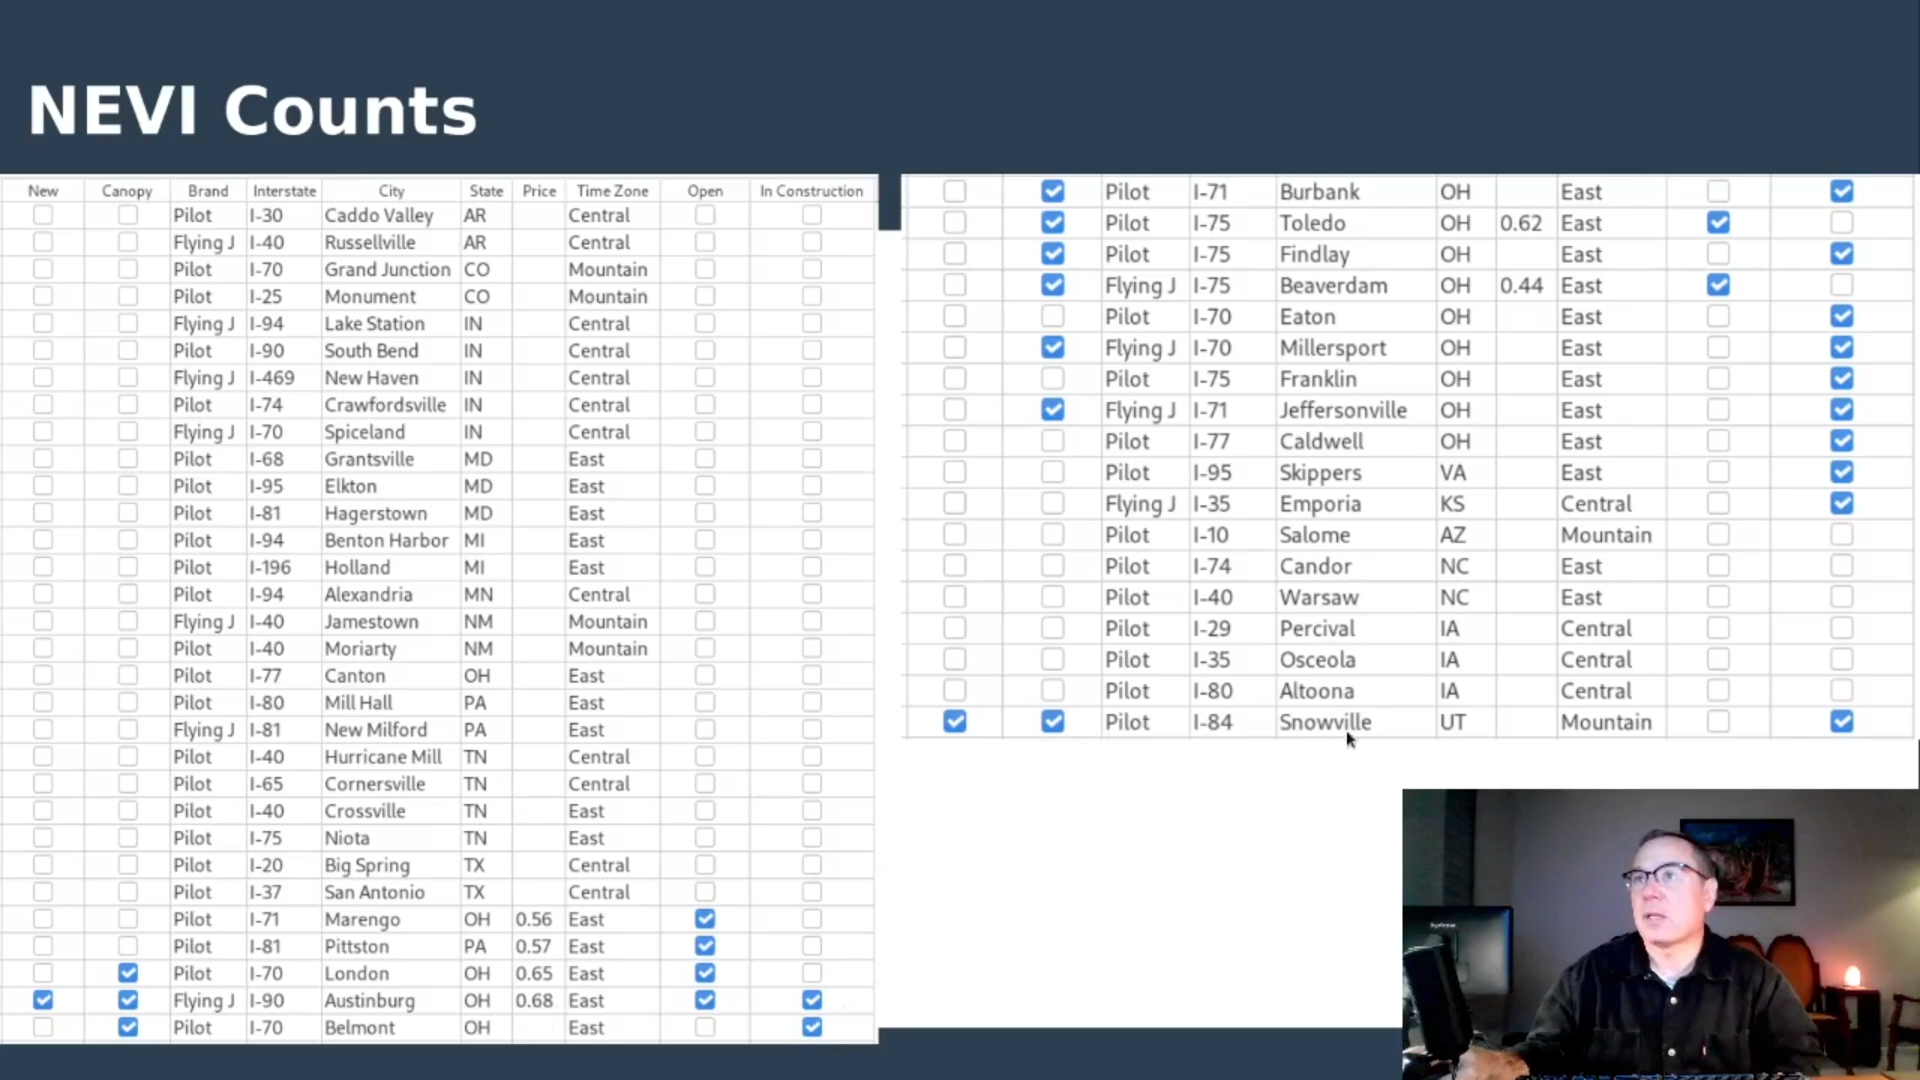 NEVI Counts
New Canopy Brand Interstate City State Price Time Zone Open In Construction
Pilot I-30 Caddo Valley AR Central
Flying J I-40 Russellville AR Central
Pilot I-70 Grand Junction CO Mountain
Pilot I-25 Monument CO Mountain
Flying J I-94 Lake Station IN Central
Pilot I-90 South Bend IN Central
Flying J I-469 New Haven IN Central
Pilot I-74 Crawfordsville IN Central
Flying J I-70 Spiceland IN Central
Pilot I-68 Grantsville MD East
Pilot I-95 Elkton MD East
Pilot I-81 Hagerstown MD East
Pilot I-94 Benton Harbor MI East
Pilot I-196 Holland MI East
Pilot I-94 Alexandria MN Central
Flying J I-40 Jamestown NM Mountain
Pilot I-40 Moriarty NM Mountain
Pilot I-77 Canton OH East
Pilot I-80 Mill Hall PA East
Flying J I-81 New Milford PA East
Pilot I-40 Hurricane Mill TN Central
Pilot I-65 Cornersville TN Central
Pilot I-40 Crossville TN East
Pilot I-75 Niota TN East
Pilot I-20 Big Spring TX Central
Pilot I-37 San Antonio TX Central
Pilot I-71 Marengo OH 0.56 East
Pilot I-81 Pittston PA 0.57 East
Pilot I-70 London OH 0.65 East
Flying J I-90 Austinburg OH 0.68 East
Pilot I-70 Belmont OH East
Pilot I-71 Burbank OH East
Pilot I-75 Toledo OH 0.62 East
Pilot I-75 Findlay OH East
Flying J I-75 Beaverdam OH 0.44 East
Pilot I-70 Eaton OH East
Flying J I-70 Millersport OH East
Pilot I-75 Franklin OH East
Flying J I-71 Jeffersonville OH East
Pilot I-77 Caldwell OH East
Pilot I-95 Skippers VA East
Flying J I-35 Emporia KS Central
Pilot I-10 Salome AZ Mountain
Pilot I-74 Candor NC East
Pilot I-40 Warsaw NC East
Pilot I-29 Percival IA Central
Pilot I-35 Osceola IA Central
Pilot I-80 Altoona IA Central
Pilot I-84 Snowville UT Mountain